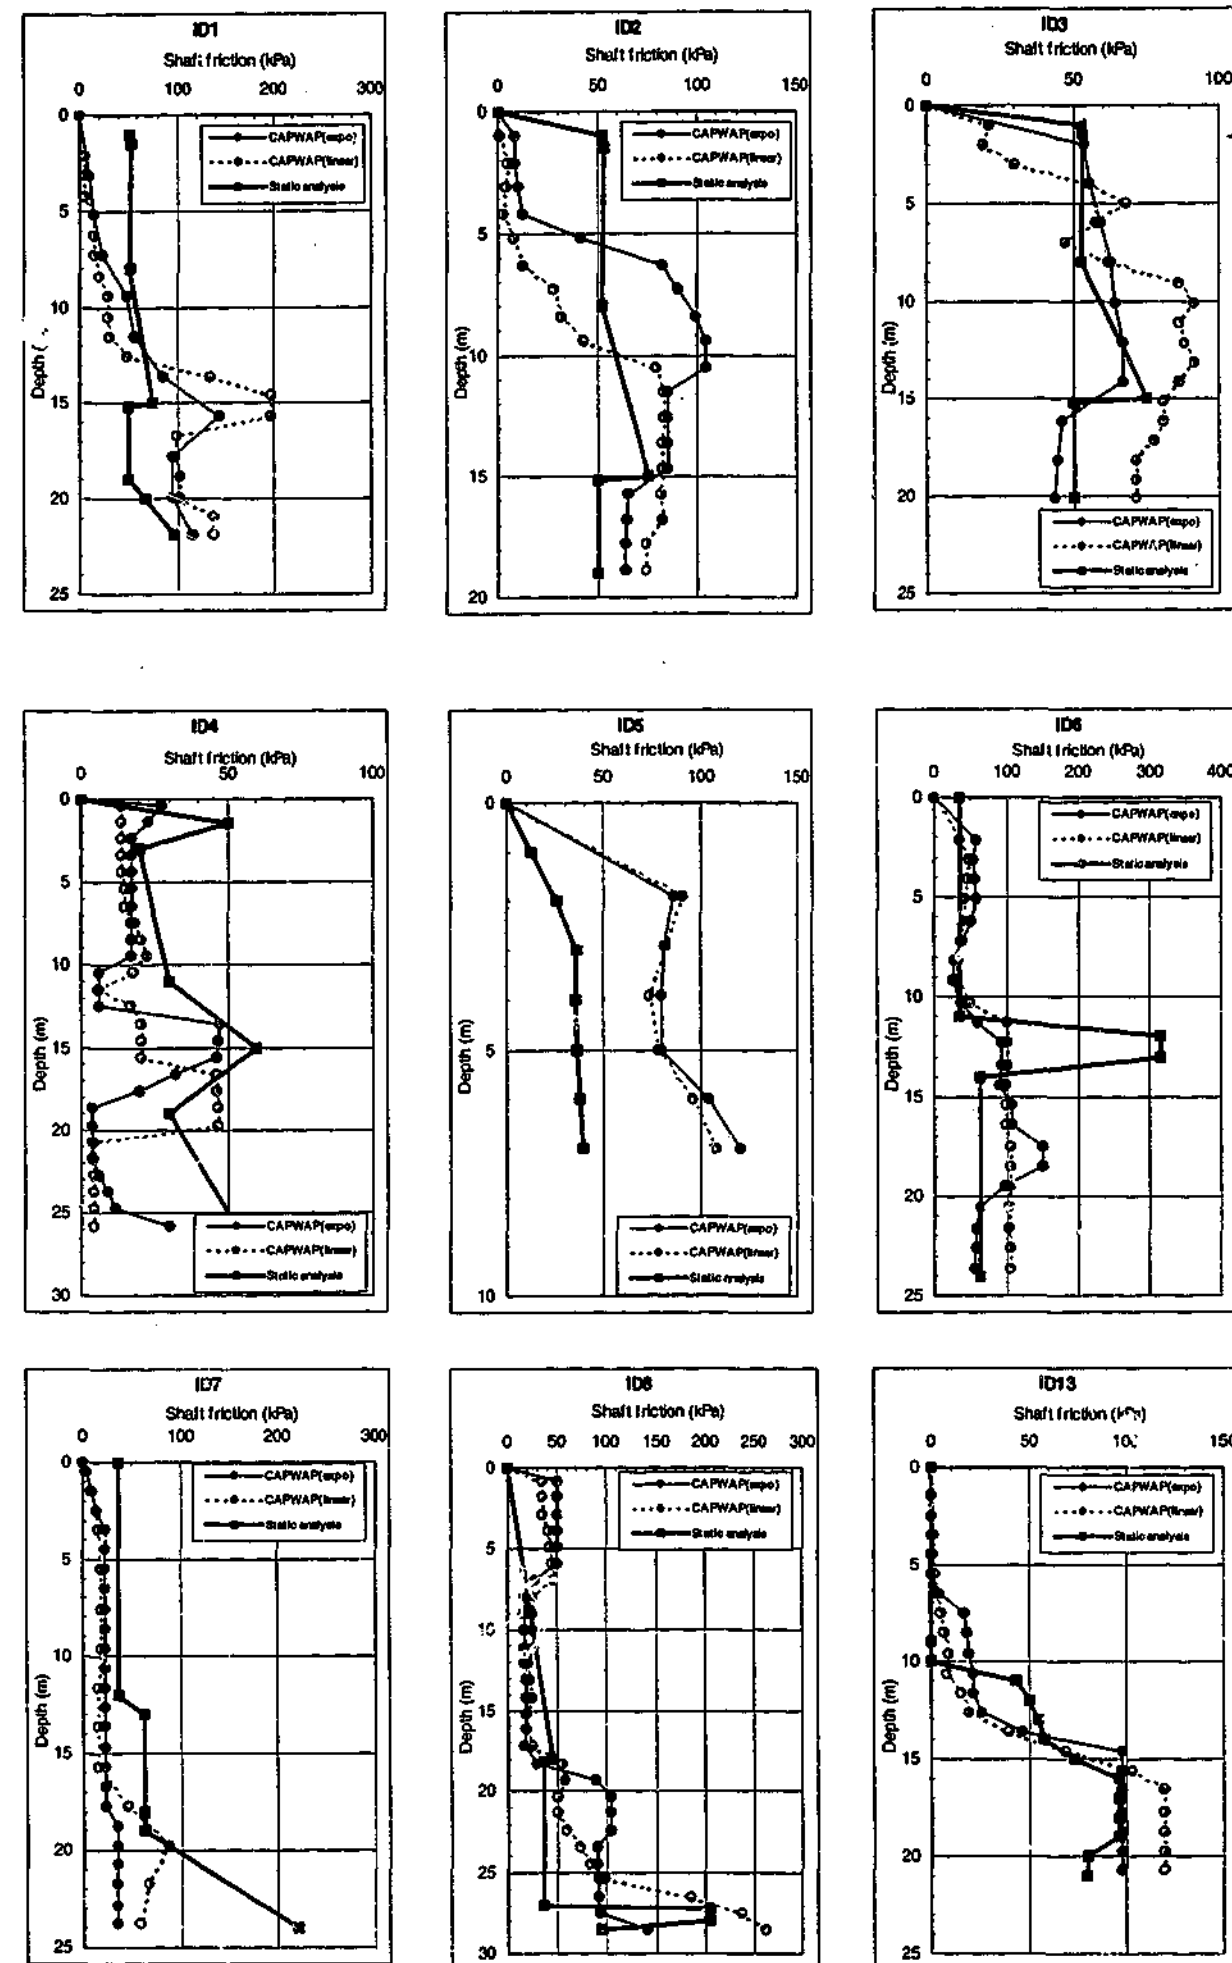 ID1
Shaft friction (kPa)
0 100 200 300
CAPWAP(expo)
CAPWAP(linear)
Static analysis
Depth (
0
5
10
15
20
25
ID2
Shaft friction (kPa)
0 50 100 150
CAPWAP(expo)
CAPWAP(linear)
Static analysis
Depth (m)
0
5
10
15
20
ID3
Shaft friction (kPa)
0 50 100
CAPWAP(expo)
CAPWAP(linear)
Static analysis
Depth (m)
0
5
10
15
20
25
ID4
Shaft friction (kPa)
0 50 100
CAPWAP(expo)
CAPWAP(linear)
Static analysis
Depth (m)
0
5
10
15
20
25
30
ID5
Shaft friction (kPa)
0 50 100 150
CAPWAP(expo)
CAPWAP(linear)
Static analysis
Depth (m)
0
5
10
ID6
Shaft friction (kPa)
0 100 200 300 400
CAPWAP(expo)
CAPWAP(linear)
Static analysis
Depth (m)
0
5
10
15
20
25
ID7
Shaft friction (kPa)
0 100 200 300
CAPWAP(expo)
CAPWAP(linear)
Static analysis
Depth (m)
0
5
10
15
20
25
ID8
Shaft friction (kPa)
0 50 100 150 200 250 300
CAPWAP(expo)
CAPWAP(linear)
Static analysis
Depth (m)
0
5
10
15
20
25
30
ID13
Shaft friction (kPa)
0 50 100 150
CAPWAP(expo)
CAPWAP(linear)
Static analysis
Depth (m)
0
5
10
15
20
25